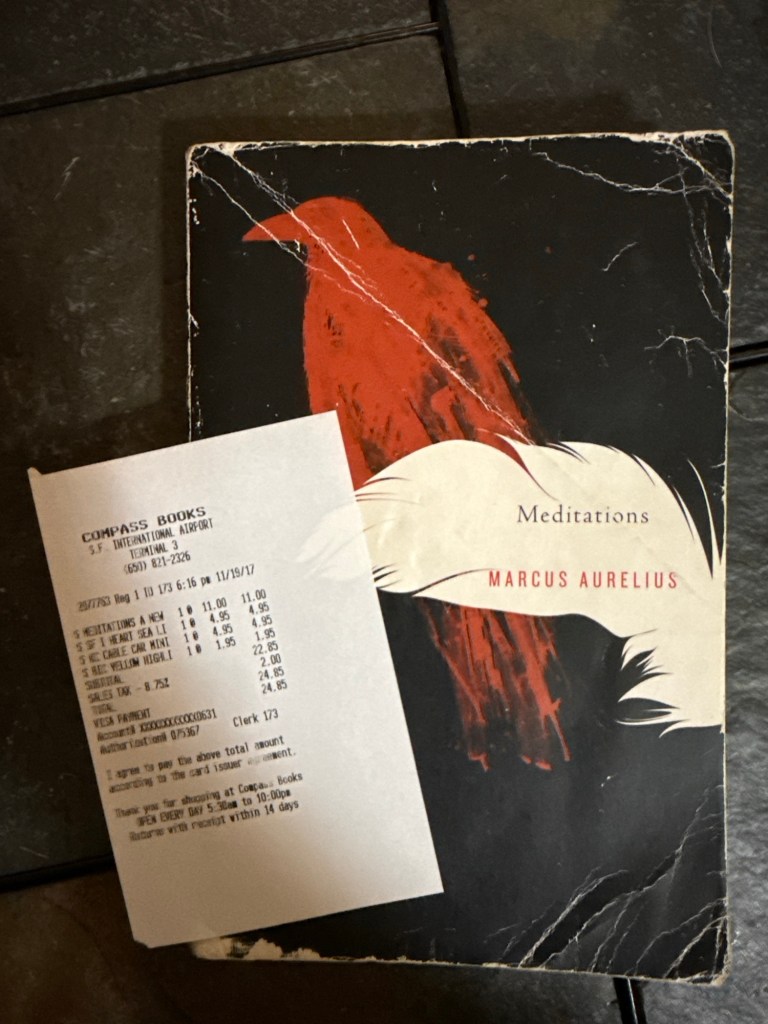 Meditations
MARCUS AURELIUS
COMPASS BOOKS
S.F. INTERNATIONAL AIRPORT
TERMINAL 3
(650) 821-2326
Reg 1 ID 173 6:16 pm 11/19/17
S MEDITATIONS A NEW 1 @ 11.00 11.00
S SF I HEART SEA LI 1 @ 4.95 4.95
S CABLE CAR MINI 1 @ 4.95 4.95
S YELLOW HIGHLI 1 @ 1.95 1.95
SUBTOTAL 22.85
SALES TAX - 8.75% 2.00
TOTAL 24.85
VISA PAYMENT 24.85
Account# XXXXXXXXXXXX0631
Authorization# 075367 Clerk 173
I agree to pay the above total amount
according to the card issuer agreement.
Thank you for shopping at Compass Books
OPEN EVERY DAY 5:30am to 10:00pm
Returns with receipt within 14 days